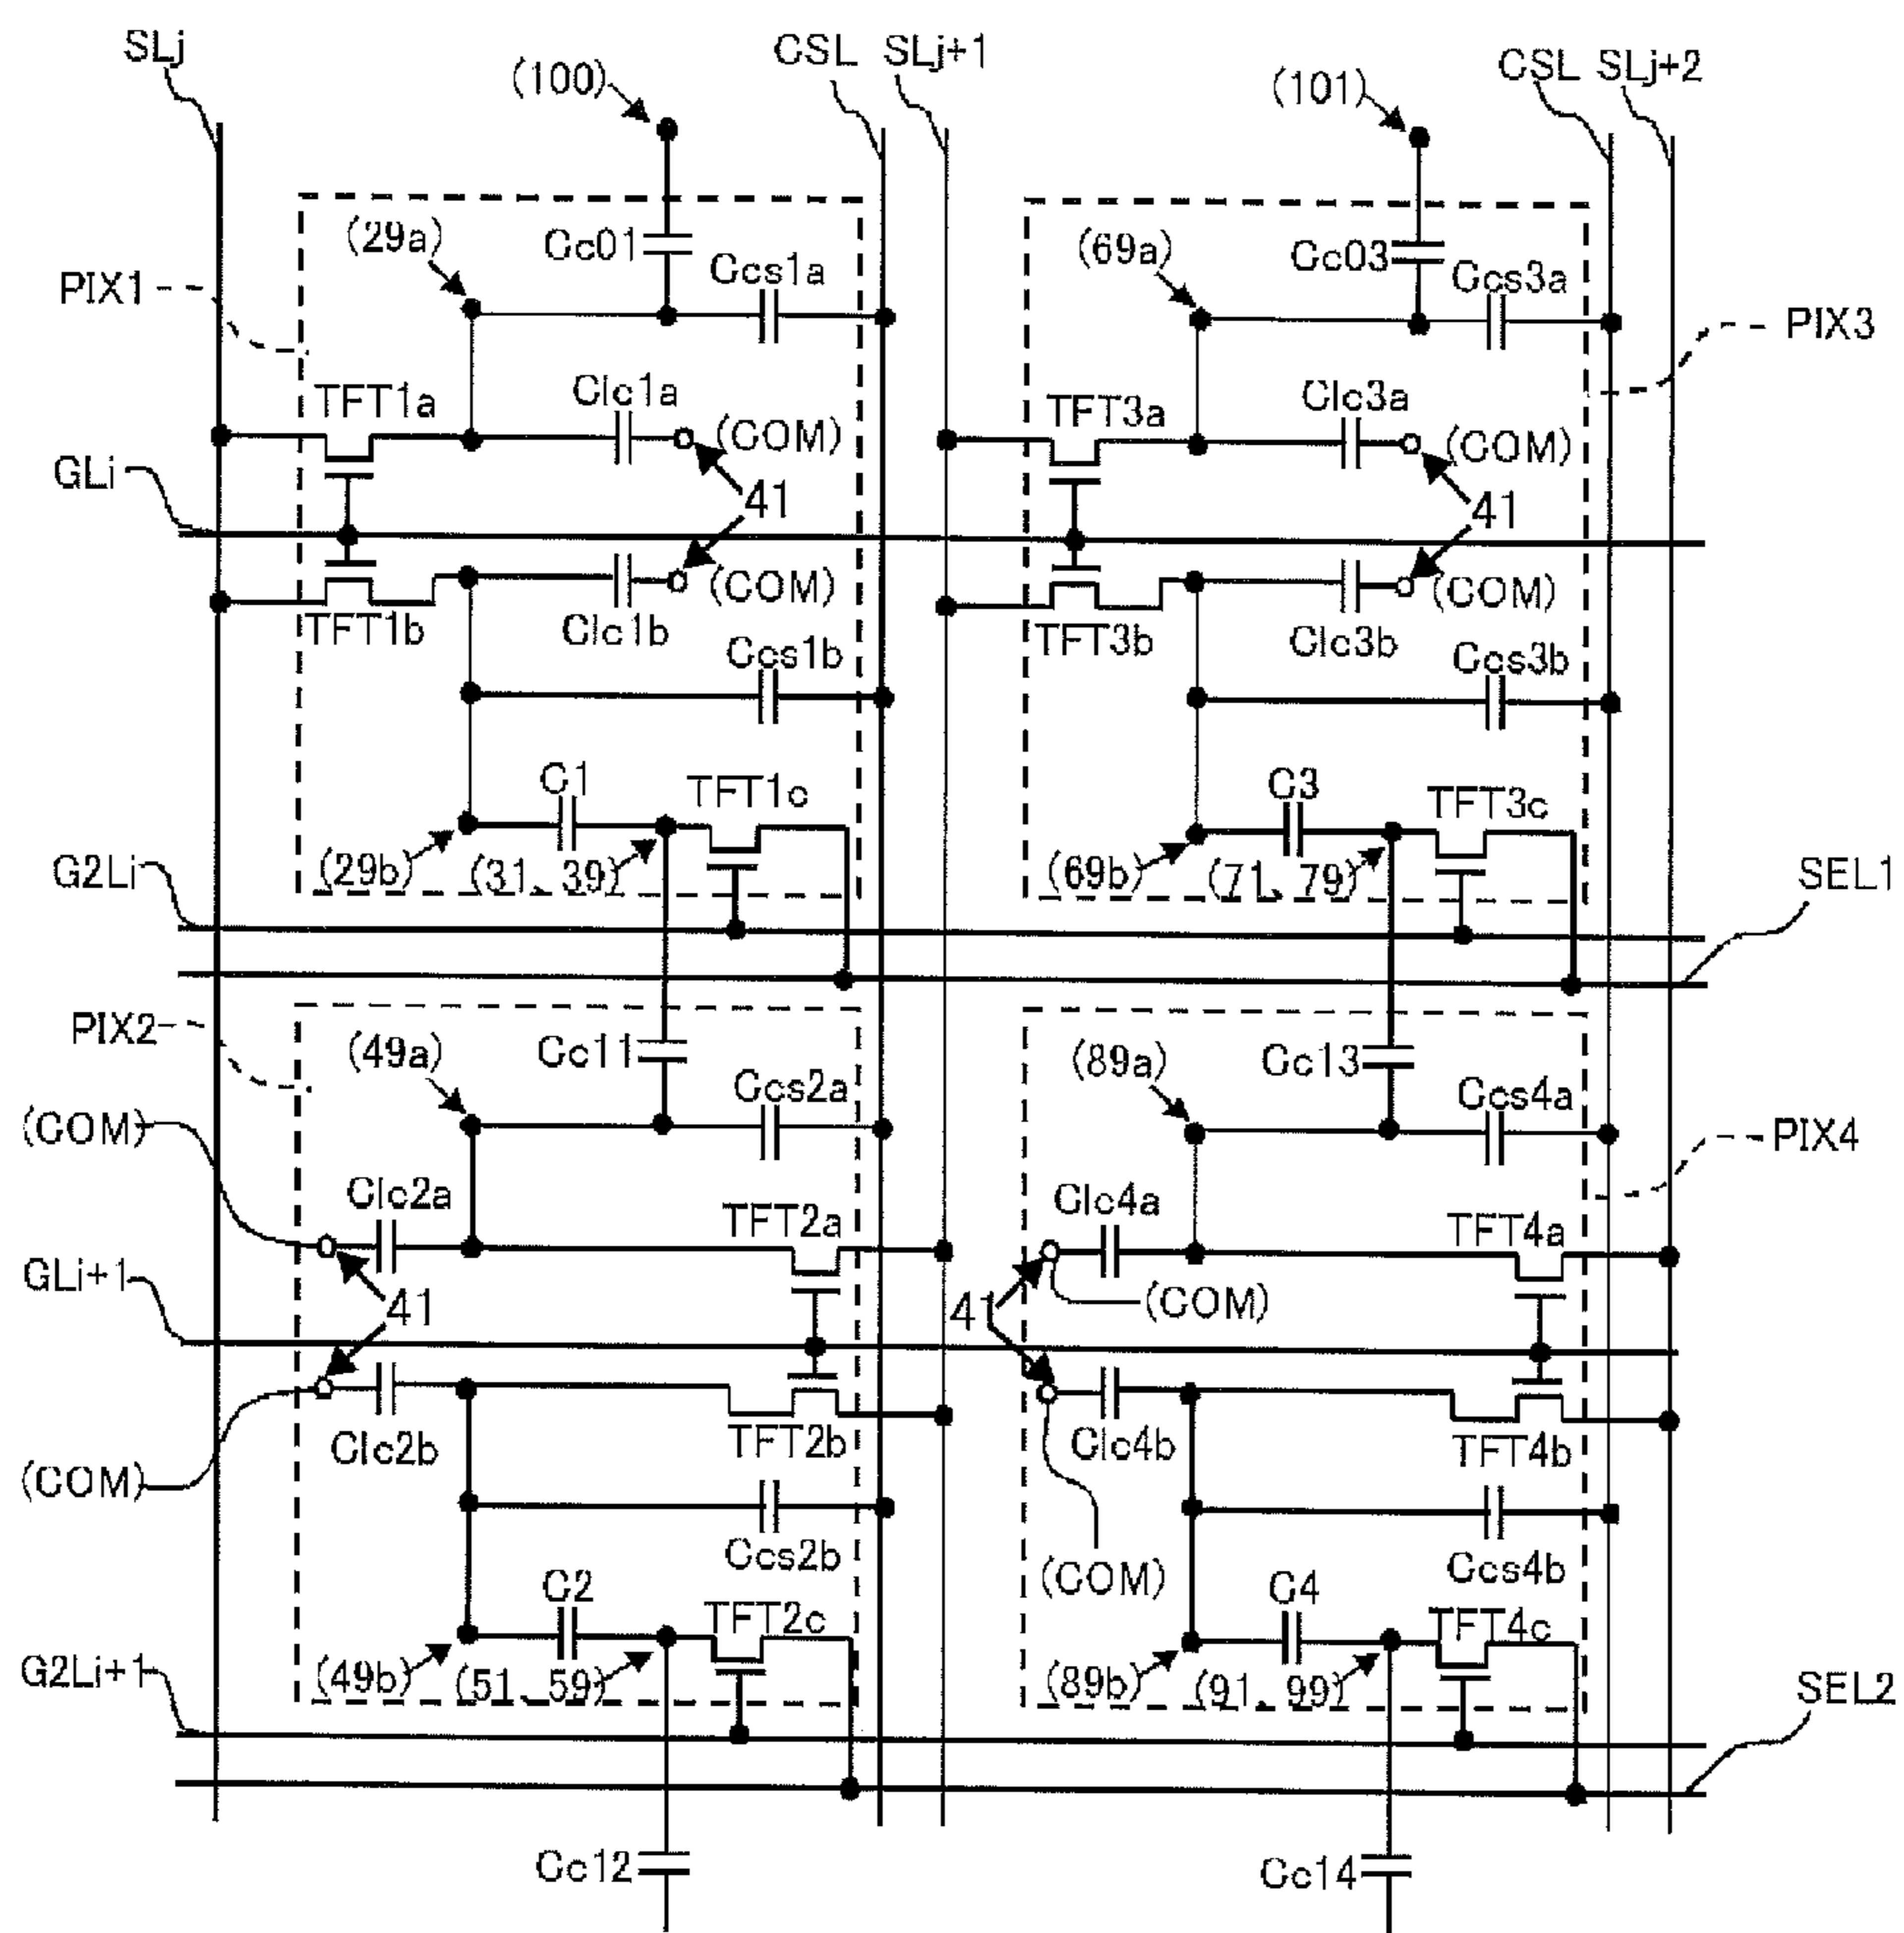 SLj
CSL SLj+1
CSL SLj+2
(100)
(101)
(29a)
Cc01
Ccs1a
(69a)
Cc03
Ccs3a
PIX1
PIX3
TFT1a
Clc1a
(COM)
TFT3a
Clc3a
(COM)
GLi
41
41
(COM)
(COM)
TFT1b
Clc1b
TFT3b
Clc3b
Ccs1b
Ccs3b
C1
TFT1c
C3
TFT3c
(29b)
(31、39)
(69b)
(71、79)
G2Li
SEL1
PIX2
(49a)
Cc11
Ccs2a
(89a)
Cc13
Ccs4a
(COM)
PIX4
Clc2a
TFT2a
Clc4a
TFT4a
GLi+1
41
41
(COM)
Clc2b
TFT2b
Clc4b
TFT4b
(COM)
Ccs2b
(COM)
Ccs4b
C2
TFT2c
C4
TFT4c
G2Li+1
(49b)
(51、59)
(89b)
(91、99)
SEL2
Cc12
Cc14